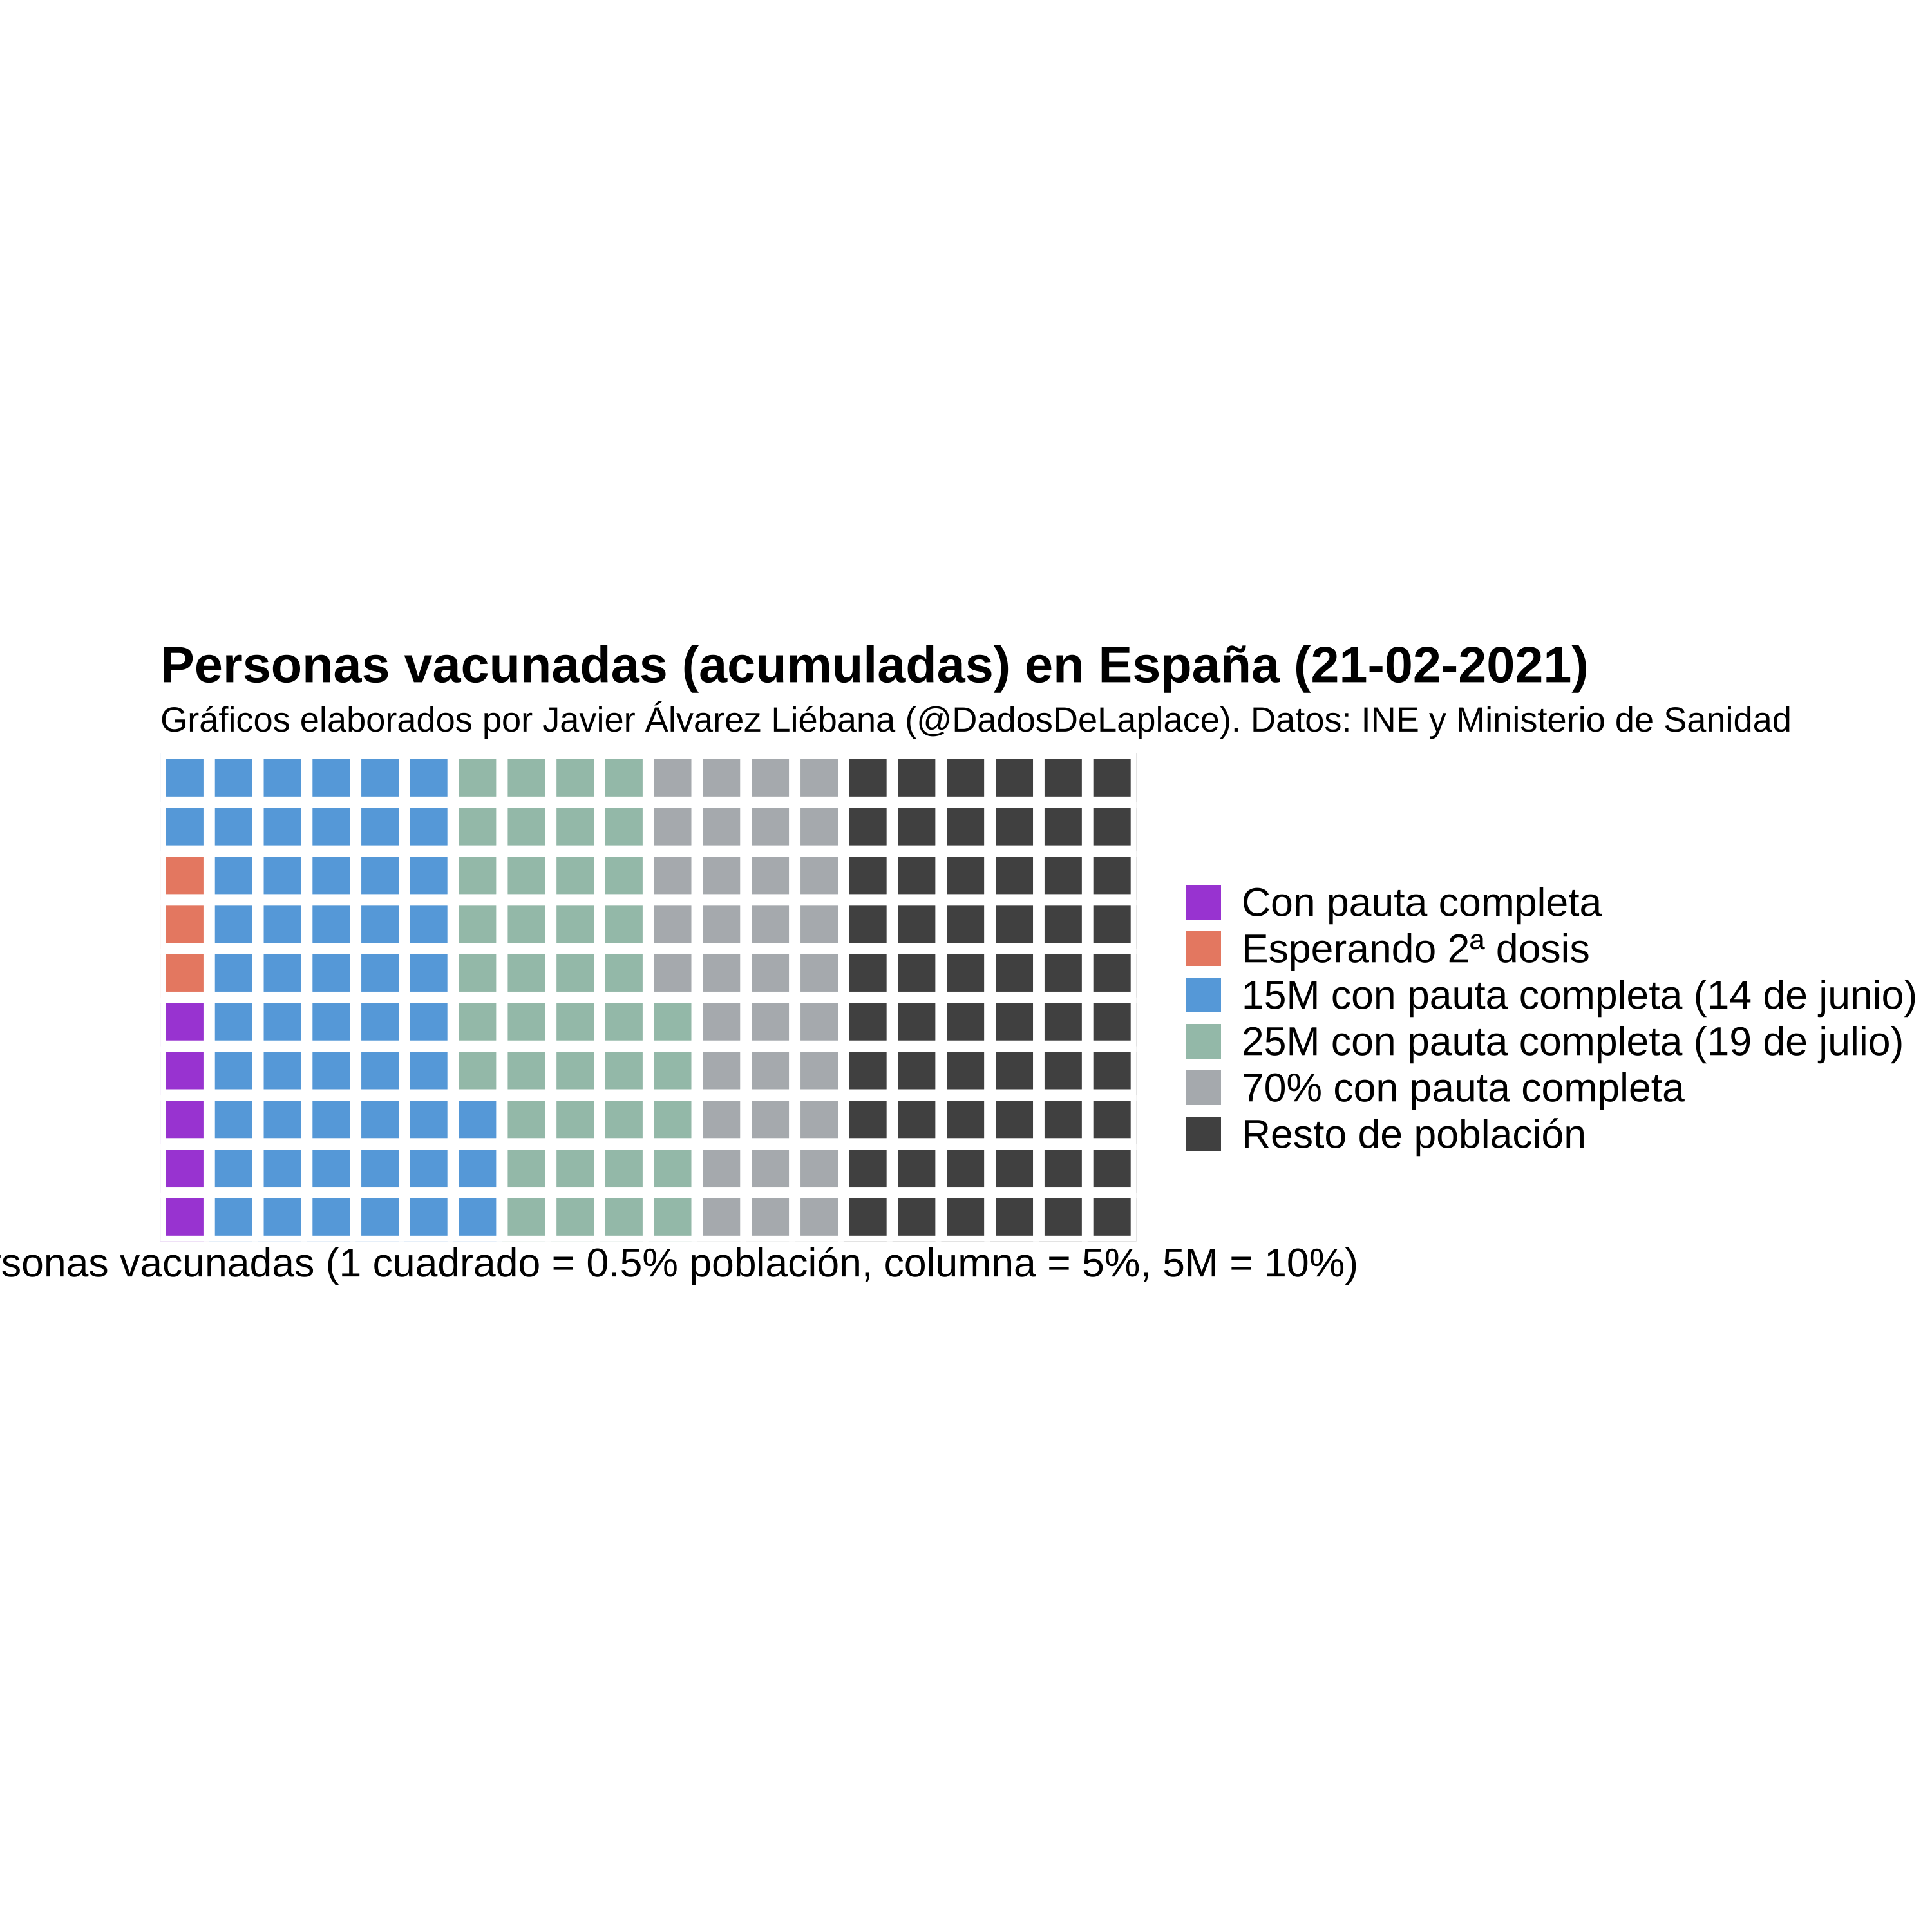 Personas vacunadas (acumuladas) en España (21-02-2021)
Gráficos elaborados por Javier Álvarez Liébana (@DadosDeLaplace). Datos: INE y Ministerio de Sanidad
Con pauta completa
Esperando 2ª dosis
15M con pauta completa (14 de junio)
25M con pauta completa (19 de julio)
70% con pauta completa
Resto de población
sonas vacunadas (1 cuadrado = 0.5% población, columna = 5%, 5M = 10%)